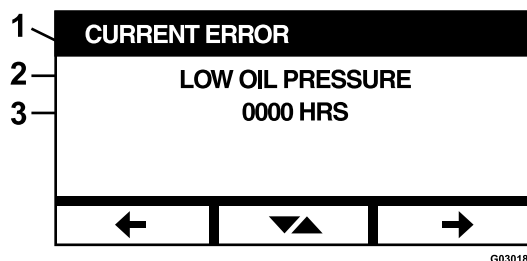 1
CURRENT ERROR
2
LOW OIL PRESSURE
3
0000 HRS
G03018